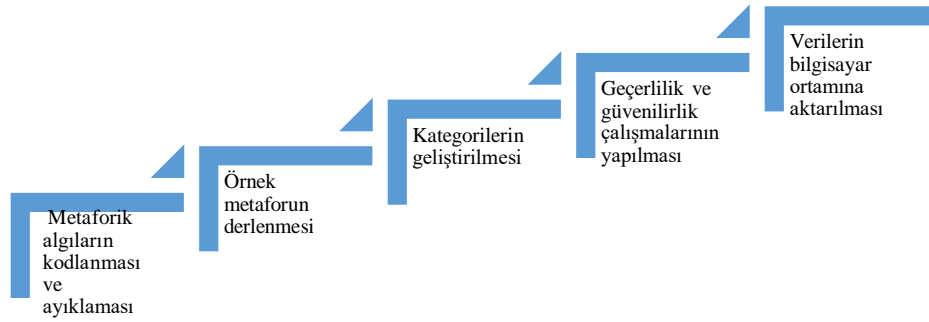 Metaforik
algıların
kodlanması
ve
ayıklaması
Örnek
metaforun
derlenmesi
Kategorilerin
geliştirilmesi
Geçerlilik ve
güvenilirlik
çalışmalarının
yapılması
Verilerin
bilgisayar
ortamına
aktarılması